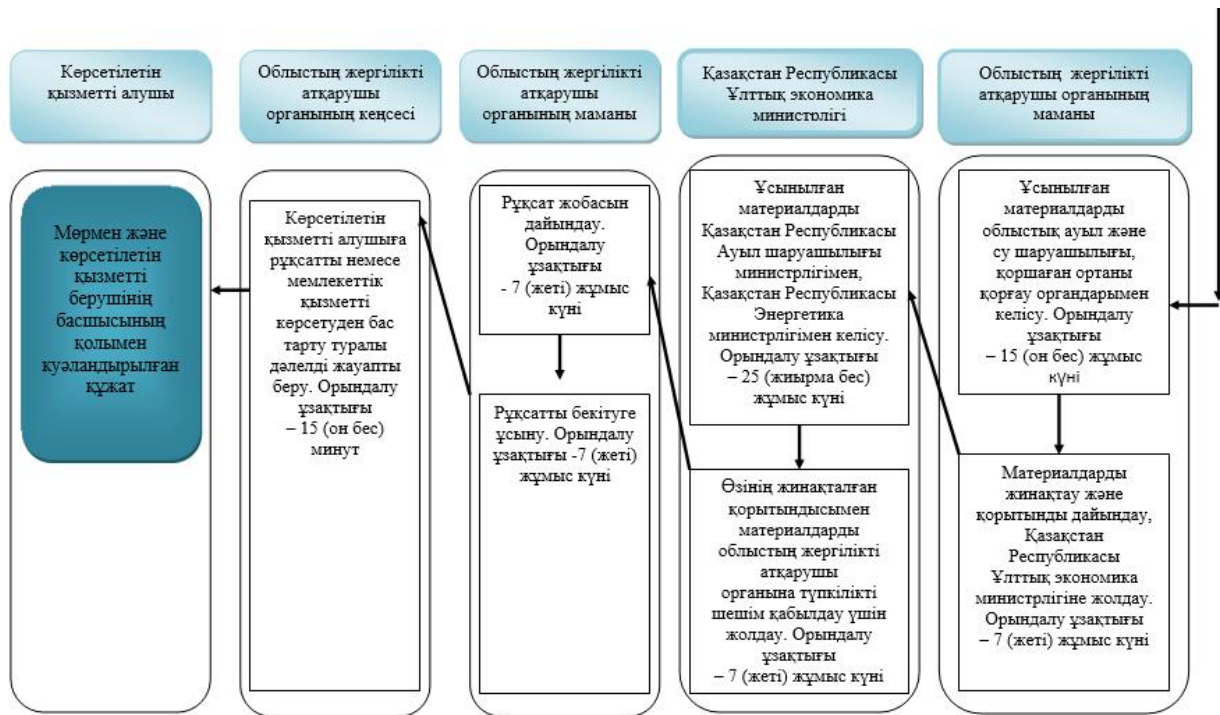 Көрсетілетін
қызметті алушы
Облыстың жергілікті
атқарушы
органының кеңсесі
Облыстың жергілікті
атқарушы
органының маманы
Қазақстан Республикасы
Ұлттық экономика
министрлігі
Облыстың жергілікті
атқарушы органының
маманы
Мөрмен және
көрсетілетін
қызметті
берушінің
басшысының
қолымен
куәландырылған
құжат
Көрсетілетін
қызметті алушыға
рұқсатты немесе
мемлекеттік
қызметті
көрсетуден бас
тарту туралы
дәлелді жауапты
беру. Орындалу
ұзақтығы
– 15 (он бес)
минут
Рұқсат жобасын
дайындау.
Орындалу
ұзақтығы
- 7 (жеті) жұмыс
күні
Рұқсатты бекітуге
ұсыну. Орындалу
ұзақтығы -7 (жеті)
жұмыс күні
Ұсынылған
материалдарды
Қазақстан Республикасы
Ауыл шаруашылығы
министрлігімен,
Қазақстан Республикасы
Энергетика
министрлігімен келісу.
Орындалу ұзақтығы
– 25 (жиырма бес)
жұмыс күні
Өзінің жинақталған
қорытындысымен
материалдарды
облыстың жергілікті
атқарушы
органына түпкілікті
шешім қабылдау үшін
жолдау. Орындалу
ұзақтығы
– 7 (жеті) жұмыс күні
Ұсынылған
материалдарды
облыстық ауыл және
су шаруашылығы,
қоршаған ортаны
қорғау органдарымен
келісу. Орындалу
ұзақтығы
– 15 (он бес) жұмыс
күні
Материалдарды
жинақтау және
қорытынды дайындау,
Қазақстан
Республикасы
Ұлттық экономика
министрлігіне жолдау.
Орындалу ұзақтығы
– 7 (жеті) жұмыс күні